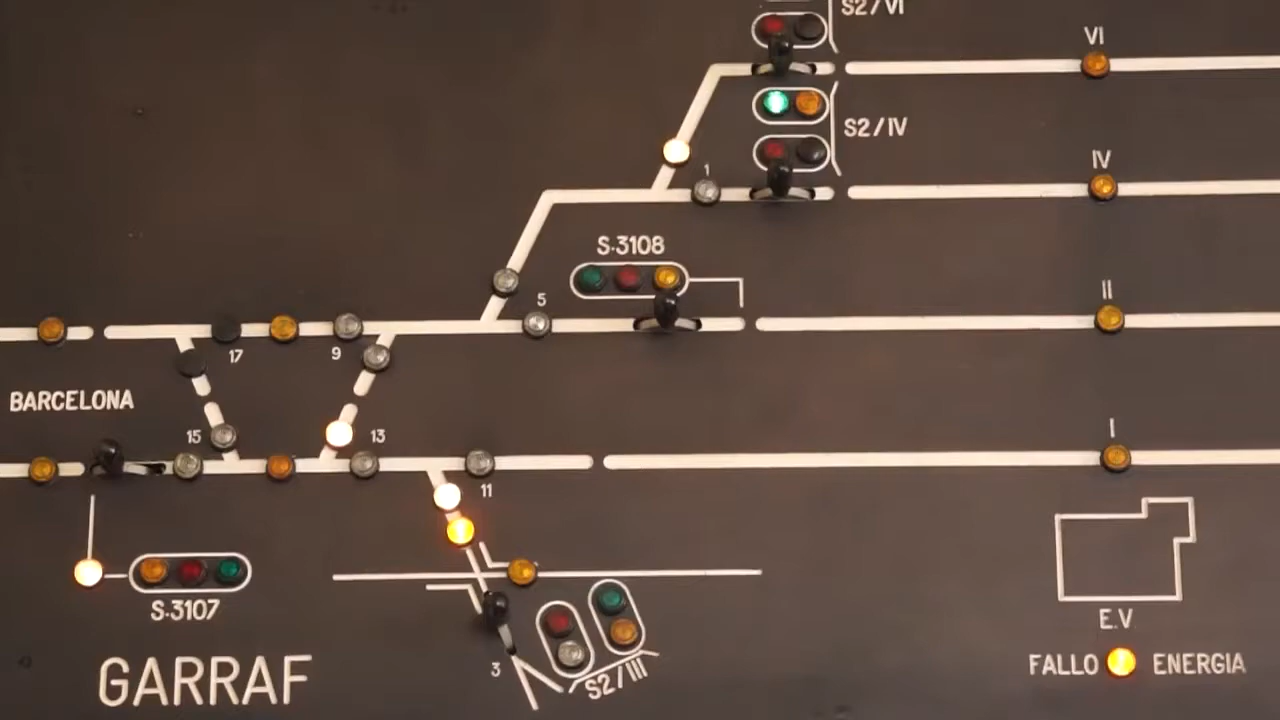 S2/VI
VI
S2/IV
IV
1
S.3108
II
5
17
9
BARCELONA
15
13
I
11
S.3107
E.V
GARRAF
3
S2/III
FALLO ENERGIA